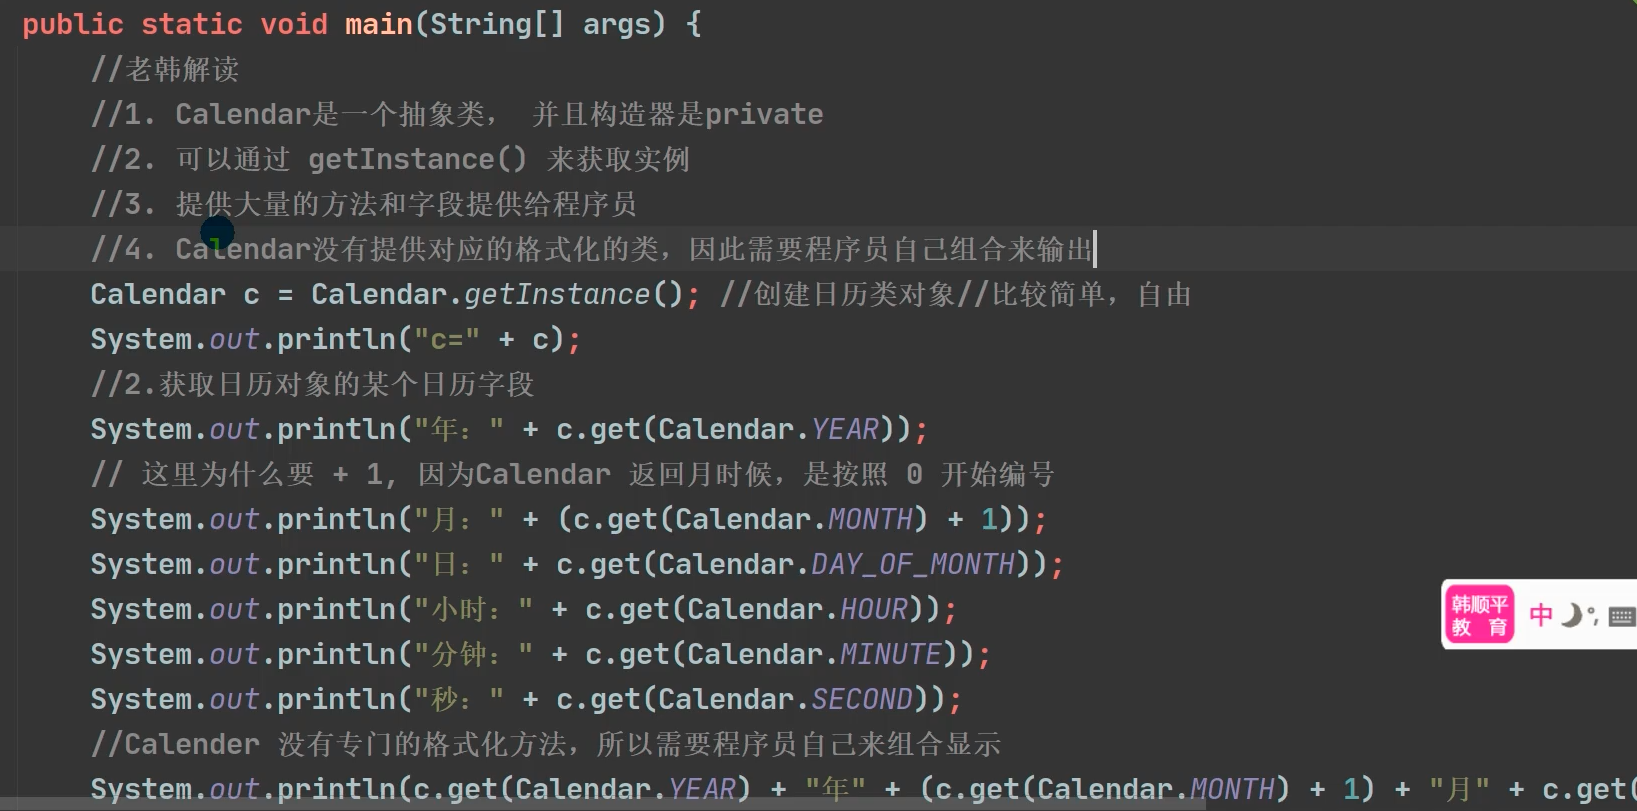 public static void main(String[] args) {
//老韩解读
//1. Calendar是一个抽象类， 并且构造器是private
//2. 可以通过 getInstance() 来获取实例
//3. 提供大量的方法和字段提供给程序员
//4. Calendar没有提供对应的格式化的类，因此需要程序员自己组合来输出
Calendar c = Calendar.getInstance(); //创建日历类对象//比较简单，自由
System.out.println("c=" + c);
//2.获取日历对象的某个日历字段
System.out.println("年：" + c.get(Calendar.YEAR));
// 这里为什么要 + 1, 因为Calendar 返回月时候，是按照 0 开始编号
System.out.println("月：" + (c.get(Calendar.MONTH) + 1));
System.out.println("日：" + c.get(Calendar.DAY_OF_MONTH));
System.out.println("小时：" + c.get(Calendar.HOUR));
System.out.println("分钟：" + c.get(Calendar.MINUTE));
System.out.println("秒：" + c.get(Calendar.SECOND));
//Calender 没有专门的格式化方法，所以需要程序员自己来组合显示
System.out.println(c.get(Calendar.YEAR) + "年" + (c.get(Calendar.MONTH) + 1) + "月" + c.get(
韩顺平
教 育
中